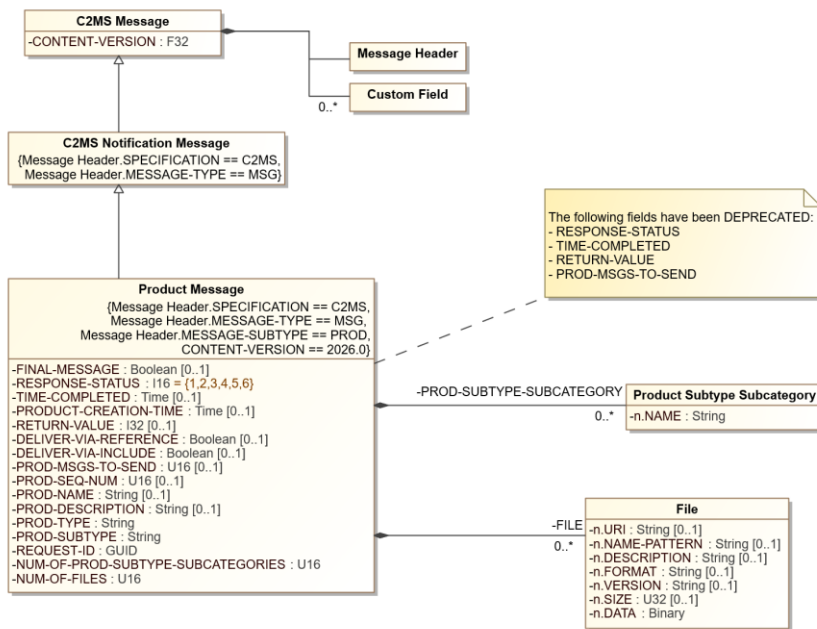 C2MS Message
-CONTENT-VERSION : F32
Message Header
Custom Field
0..*
C2MS Notification Message
{Message Header.SPECIFICATION == C2MS,
Message Header.MESSAGE-TYPE == MSG}
The following fields have been DEPRECATED:
- RESPONSE-STATUS
- TIME-COMPLETED
- RETURN-VALUE
- PROD-MSGS-TO-SEND
Product Message
{Message Header.SPECIFICATION == C2MS,
Message Header.MESSAGE-TYPE == MSG,
Message Header.MESSAGE-SUBTYPE == PROD,
CONTENT-VERSION == 2026.0}
-FINAL-MESSAGE : Boolean [0..1]
-RESPONSE-STATUS : I16 = {1,2,3,4,5,6}
-TIME-COMPLETED : Time [0..1]
-PRODUCT-CREATION-TIME : Time [0..1]
-RETURN-VALUE : I32 [0..1]
-DELIVER-VIA-REFERENCE : Boolean [0..1]
-DELIVER-VIA-INCLUDE : Boolean [0..1]
-PROD-MSGS-TO-SEND : U16 [0..1]
-PROD-SEQ-NUM : U16 [0..1]
-PROD-NAME : String [0..1]
-PROD-DESCRIPTION : String [0..1]
-PROD-TYPE : String
-PROD-SUBTYPE : String
-REQUEST-ID : GUID
-NUM-OF-PROD-SUBTYPE-SUBCATEGORIES : U16
-NUM-OF-FILES : U16
-PROD-SUBTYPE-SUBCATEGORY
0..*
Product Subtype Subcategory
-n.NAME : String
-FILE
0..*
File
-n.URI : String [0..1]
-n.NAME-PATTERN : String [0..1]
-n.DESCRIPTION : String [0..1]
-n.FORMAT : String [0..1]
-n.VERSION : String [0..1]
-n.SIZE : U32 [0..1]
-n.DATA : Binary